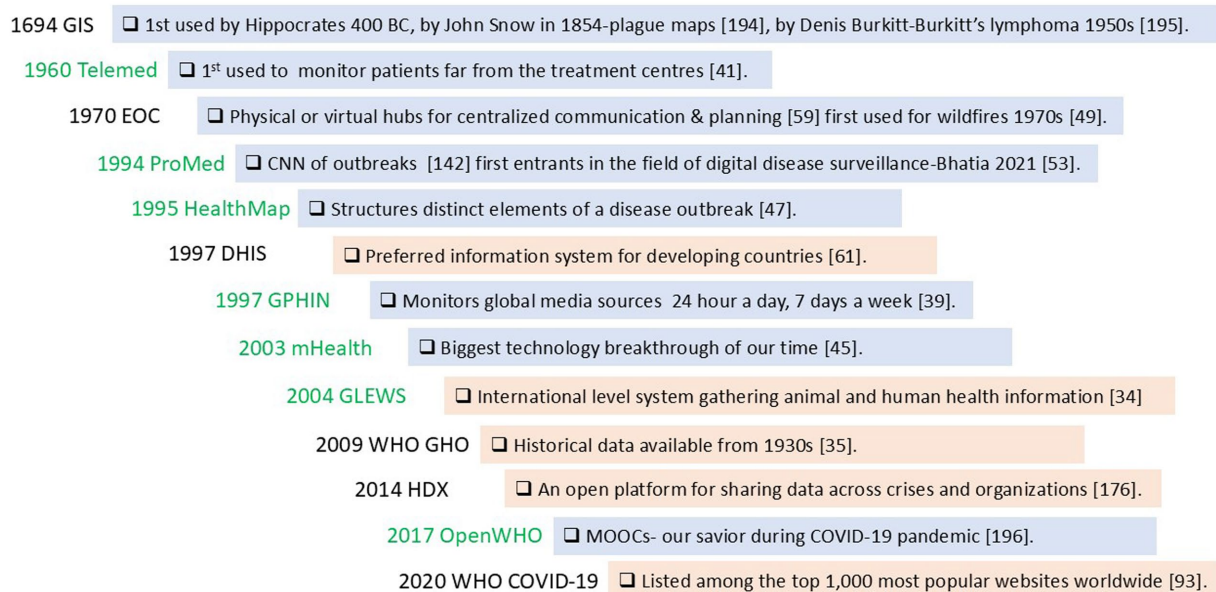 1694 GIS ❑ 1st used by Hippocrates 400 BC, by John Snow in 1854-plague maps [194], by Denis Burkitt-Burkitt’s lymphoma 1950s [195].
1960 Telemed ❑ 1st used to monitor patients far from the treatment centres [41].
1970 EOC ❑ Physical or virtual hubs for centralized communication & planning [59] first used for wildfires 1970s [49].
1994 ProMed ❑ CNN of outbreaks [142] first entrants in the field of digital disease surveillance-Bhatia 2021 [53].
1995 HealthMap ❑ Structures distinct elements of a disease outbreak [47].
1997 DHIS ❑ Preferred information system for developing countries [61].
1997 GPHIN ❑ Monitors global media sources 24 hour a day, 7 days a week [39].
2003 mHealth ❑ Biggest technology breakthrough of our time [45].
2004 GLEWS ❑ International level system gathering animal and human health information [34]
2009 WHO GHO ❑ Historical data available from 1930s [35].
2014 HDX ❑ An open platform for sharing data across crises and organizations [176].
2017 OpenWHO ❑ MOOCs- our savior during COVID-19 pandemic [196].
2020 WHO COVID-19 ❑ Listed among the top 1,000 most popular websites worldwide [93].